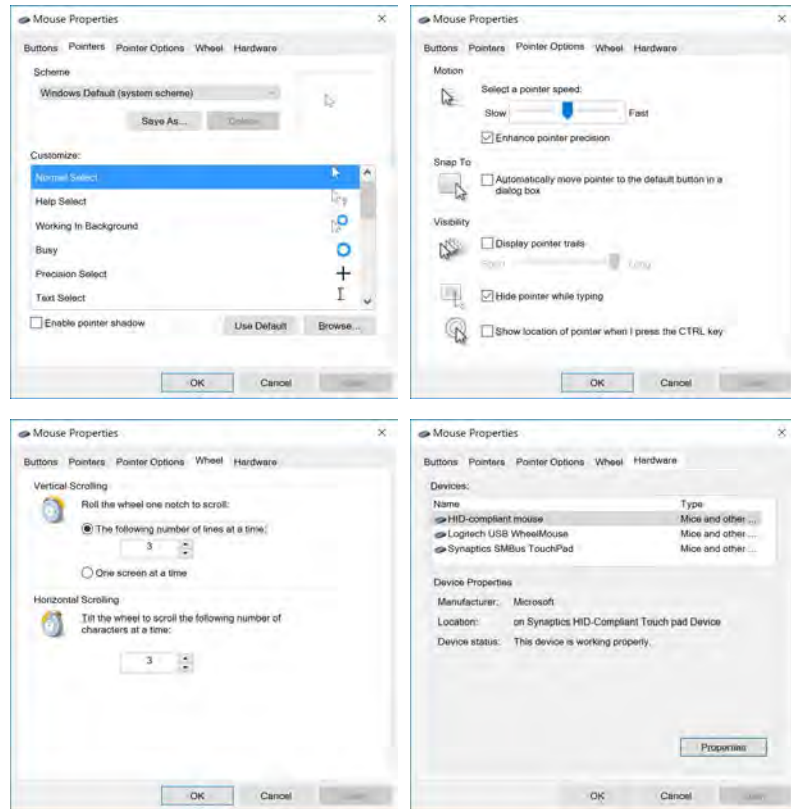 Mouse Properties
Buttons Pointers Pointer Options Wheel Hardware
Scheme
Windows Default (system scheme)
Save As... Delete
Customize:
Normal Select
Help Select
Working In Background
Busy
Precision Select
Text Select
Enable pointer shadow
Use Default Browse...
OK Cancel
Mouse Properties
Buttons Pointers Pointer Options Wheel Hardware
Motion
Select a pointer speed:
Slow Fast
Enhance pointer precision
Snap To
Automatically move pointer to the default button in a
dialog box
Visibility
Display pointer trails
Short Long
Hide pointer while typing
Show location of pointer when I press the CTRL key
OK Cancel
Mouse Properties
Buttons Pointers Pointer Options Wheel Hardware
Vertical Scrolling
Roll the wheel one notch to scroll:
The following number of lines at a time:
3
One screen at a time
Horizontal Scrolling
Tilt the wheel to scroll the following number of
characters at a time:
3
OK Cancel
Mouse Properties
Buttons Pointers Pointer Options Wheel Hardware
Devices:
Name Type
HID-compliant mouse Mice and other ...
Logitech USB WheelMouse Mice and other ...
Synaptics SMBus TouchPad Mice and other ...
Device Properties
Manufacturer: Microsoft
Location: on Synaptics HID-Compliant Touch pad Device
Device status: This device is working properly.
Properties
OK Cancel